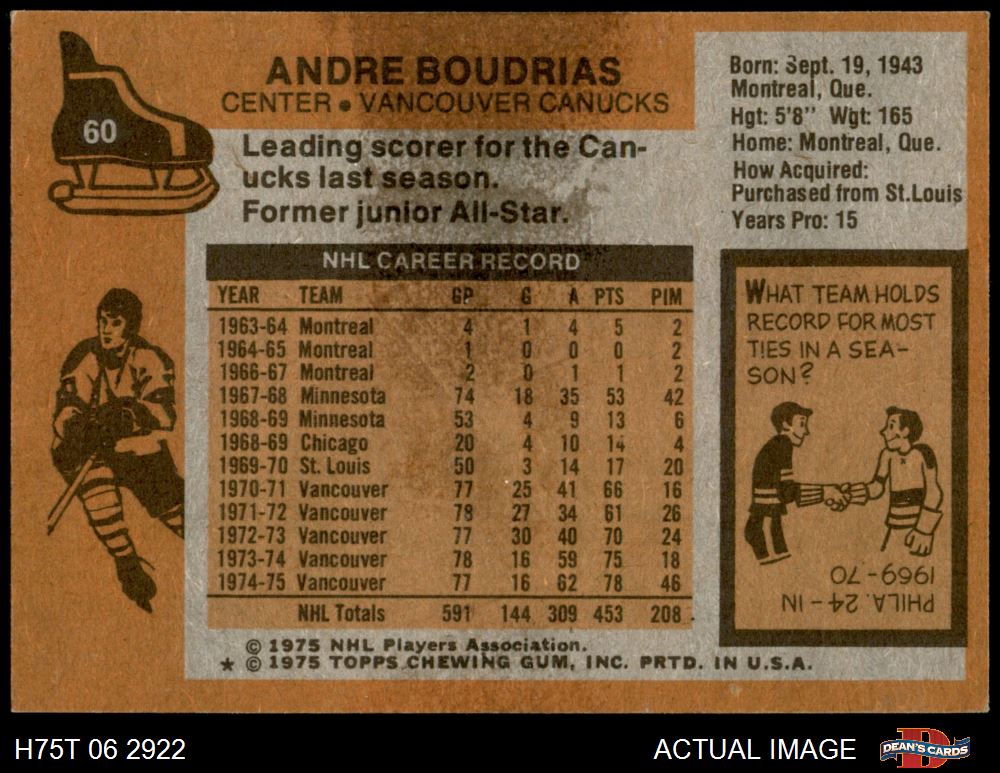 ANDRE BOUDRIAS
CENTER • VANCOUVER CANUCKS
60
Leading scorer for the Can-
ucks last season.
Former junior All-Star.
Born: Sept. 19, 1943
Montreal, Que.
Hgt: 5'8" Wgt: 165
Home: Montreal, Que.
How Acquired:
Purchased from St.Louis
Years Pro: 15
NHL CAREER RECORD
YEAR TEAM GP G A PTS PIM
1963-64 Montreal 4 1 4 5 2
1964-65 Montreal 1 0 0 0 2
1966-67 Montreal 2 0 1 1 2
1967-68 Minnesota 74 18 35 53 42
1968-69 Minnesota 53 4 9 13 6
1968-69 Chicago 20 4 10 14 4
1969-70 St. Louis 50 3 14 17 20
1970-71 Vancouver 77 25 41 66 16
1971-72 Vancouver 78 27 34 61 26
1972-73 Vancouver 77 30 40 70 24
1973-74 Vancouver 78 16 59 75 18
1974-75 Vancouver 77 16 62 78 46
NHL Totals 591 144 309 453 208
WHAT TEAM HOLDS
RECORD FOR MOST
TIES IN A SEA-
SON?
PHILA. 24-IN
1969-70
© 1975 NHL Players Association.
★ © 1975 TOPPS CHEWING GUM, INC. PRTD. IN U.S.A.
H75T 06 2922
ACTUAL IMAGE
DEAN'S CARDS